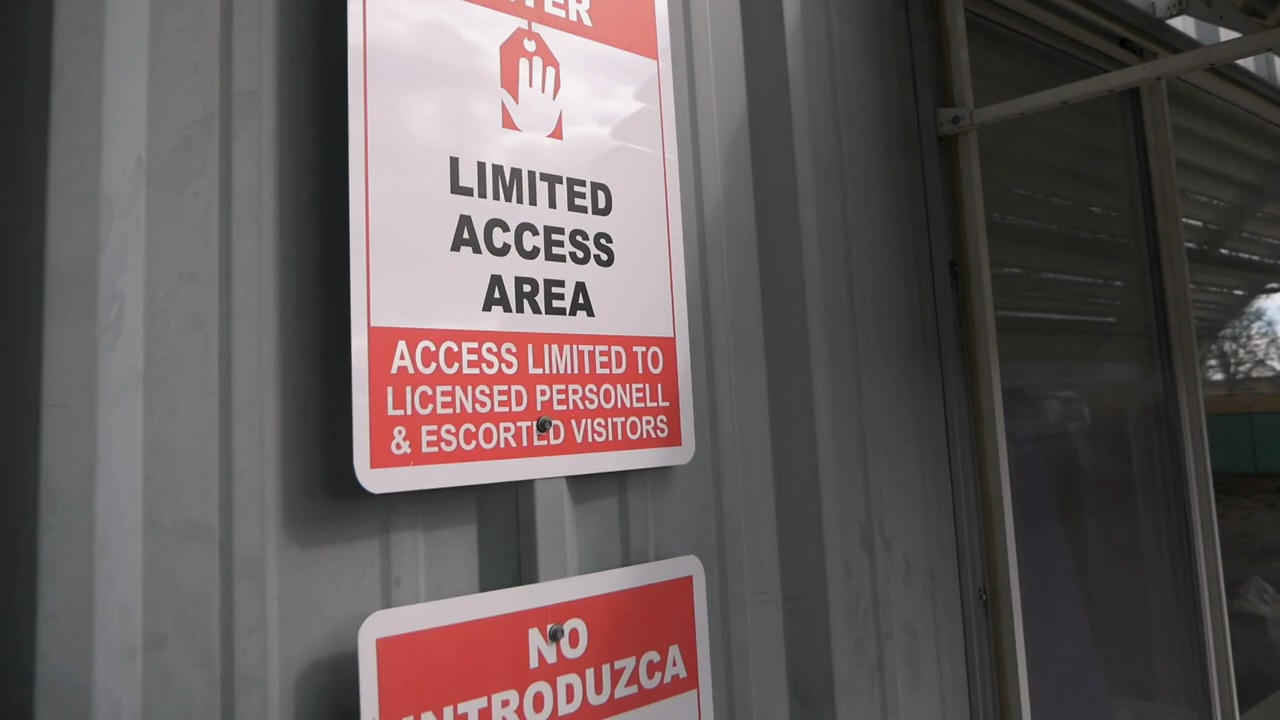 LIMITED
ACCESS
AREA
ACCESS LIMITED TO
LICENSED PERSONELL
& ESCORTED VISITORS
NO
INTRODUZCA